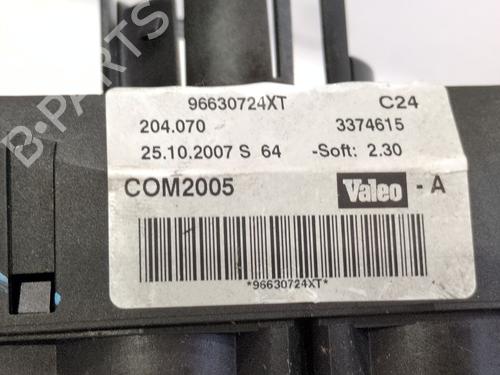 96630724XT C24
204.070 3374615
25.10.2007 S 64 -Soft: 2.30
COM2005 Valeo - A
*96630724XT*
B-PARTS